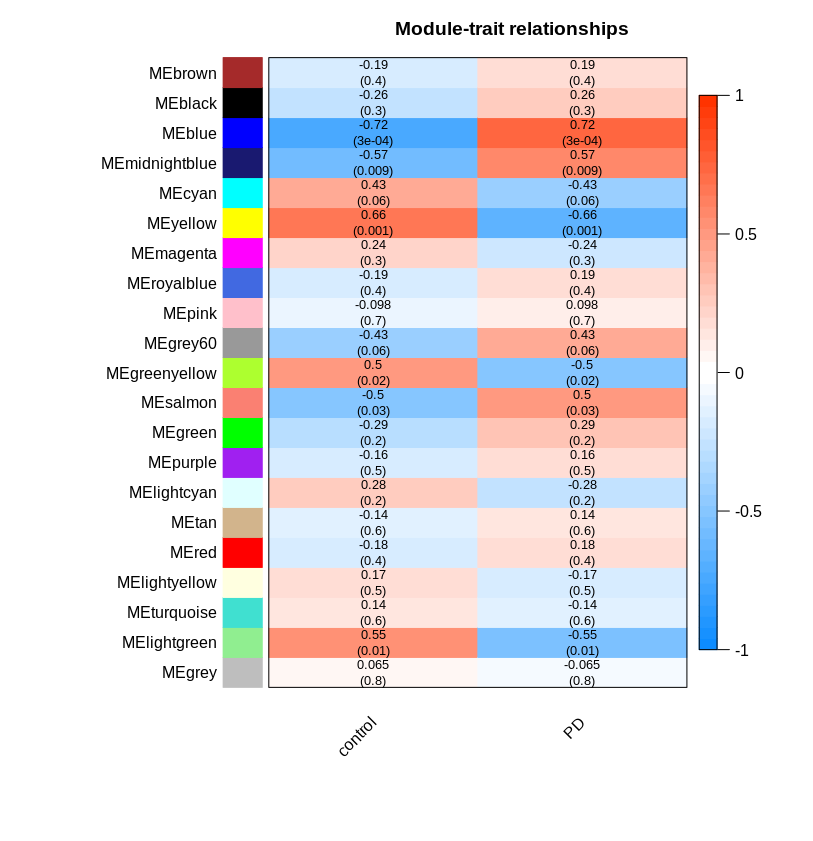 Module-trait relationships
MEbrown -0.19 0.19
(0.4) (0.4)
MEblack -0.26 0.26
(0.3) (0.3)
MEblue -0.72 0.72
(3e-04) (3e-04)
MEmidnightblue -0.57 0.57
(0.009) (0.009)
MEcyan 0.43 -0.43
(0.06) (0.06)
MEyellow 0.66 -0.66
(0.001) (0.001)
MEmagenta 0.24 -0.24
(0.3) (0.3)
MEroyalblue -0.19 0.19
(0.4) (0.4)
MEpink -0.098 0.098
(0.7) (0.7)
MEgrey60 -0.43 0.43
(0.06) (0.06)
MEgreenyellow 0.5 -0.5
(0.02) (0.02)
MEsalmon -0.5 0.5
(0.03) (0.03)
MEgreen -0.29 0.29
(0.2) (0.2)
MEpurple -0.16 0.16
(0.5) (0.5)
MElightcyan 0.28 -0.28
(0.2) (0.2)
MEtan -0.14 0.14
(0.6) (0.6)
MEred -0.18 0.18
(0.4) (0.4)
MElightyellow 0.17 -0.17
(0.5) (0.5)
MEturquoise 0.14 -0.14
(0.6) (0.6)
MElightgreen 0.55 -0.55
(0.01) (0.01)
MEgrey 0.065 -0.065
(0.8) (0.8)
control PD
1
0.5
0
-0.5
-1